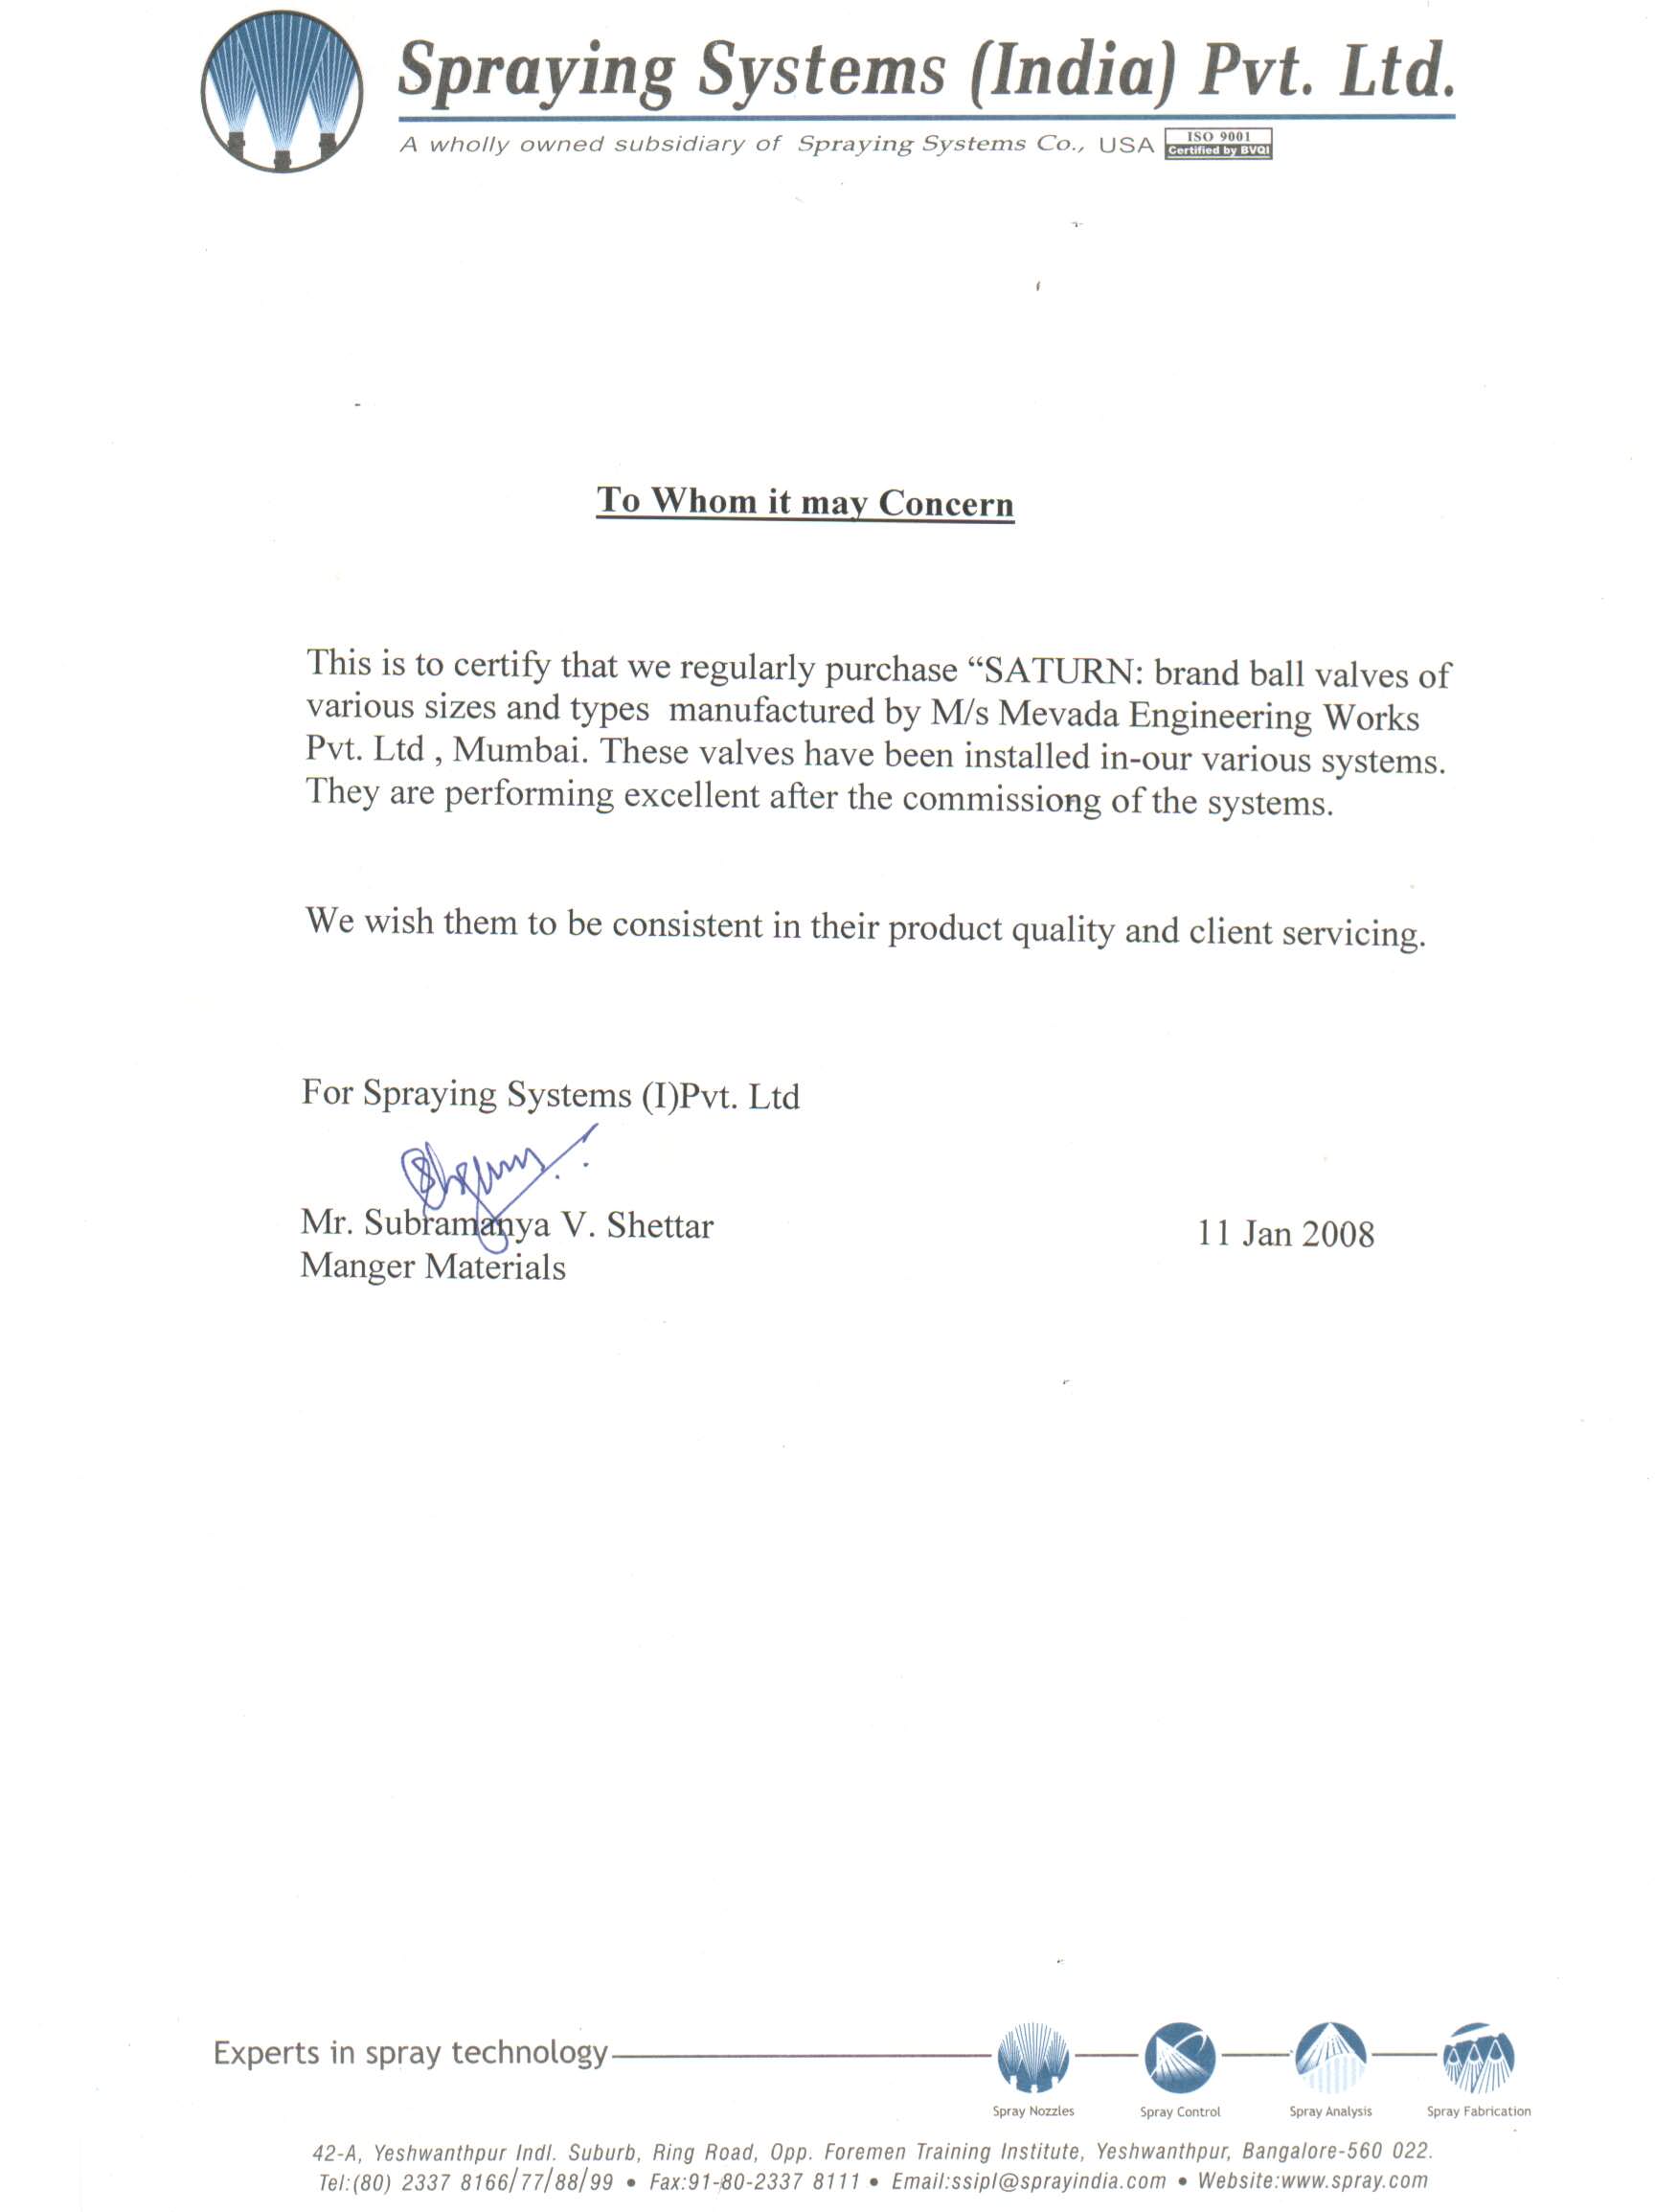 Spraying Systems (India) Pvt. Ltd.
A wholly owned subsidiary of Spraying Systems Co., USA
ISO 9001
Certified by BVQI
To Whom it may Concern
This is to certify that we regularly purchase “SATURN: brand ball valves of
various sizes and types manufactured by M/s Mevada Engineering Works
Pvt. Ltd , Mumbai. These valves have been installed in-our various systems.
They are performing excellent after the commissiong of the systems.
We wish them to be consistent in their product quality and client servicing.
For Spraying Systems (I)Pvt. Ltd
Mr. Subramanya V. Shettar
11 Jan 2008
Manger Materials
Experts in spray technology
Spray Nozzles
Spray Control
Spray Analysis
Spray Fabrication
42-A, Yeshwanthpur Indl. Suburb, Ring Road, Opp. Foremen Training Institute, Yeshwanthpur, Bangalore-560 022.
Tel:(80) 2337 8166/77/88/99 • Fax:91-80-2337 8111 • Email:ssipl@sprayindia.com • Website:www.spray.com